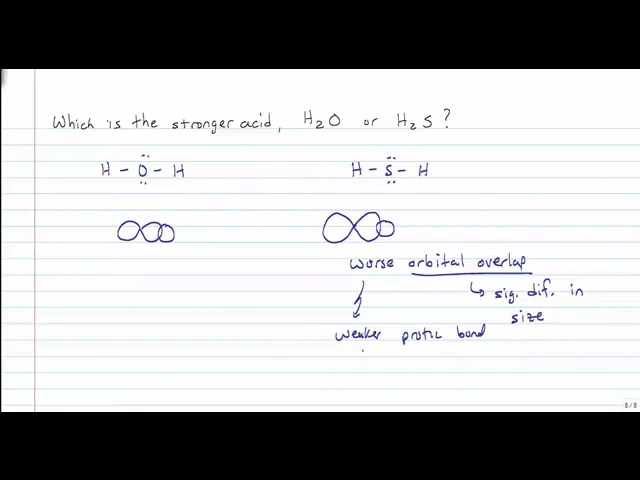 Which is the stronger acid, H2O or H2S?
H - O - H    H - S - H
worse orbital overlap
sig. dif. in
size
weaker protic bond
8 / 8